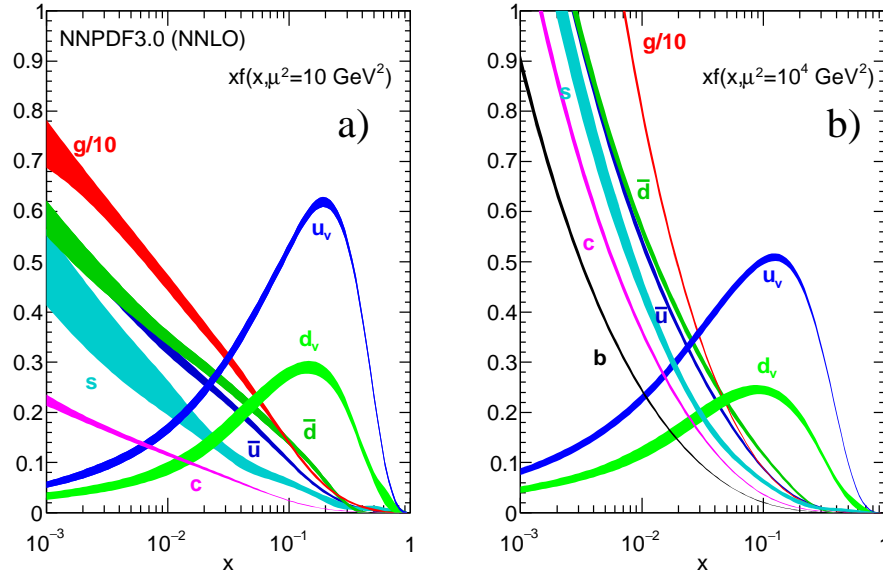 NNPDF3.0 (NNLO)
xf(x,μ²=10 GeV²)
a)
g/10
u_v
d_v
s
d̅
u̅
c
0
0.1
0.2
0.3
0.4
0.5
0.6
0.7
0.8
0.9
1
10⁻³
10⁻²
10⁻¹
1
x
g/10
xf(x,μ²=10⁴ GeV²)
b)
s
d̅
c
u_v
u̅
b
d_v
0
0.1
0.2
0.3
0.4
0.5
0.6
0.7
0.8
0.9
1
10⁻³
10⁻²
10⁻¹
1
x